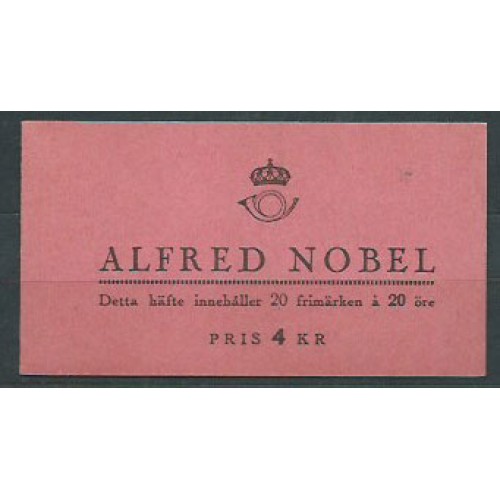 ALFRED NOBEL
Detta häfte innehåller 20 frimärken à 20 öre
PRIS 4 KR